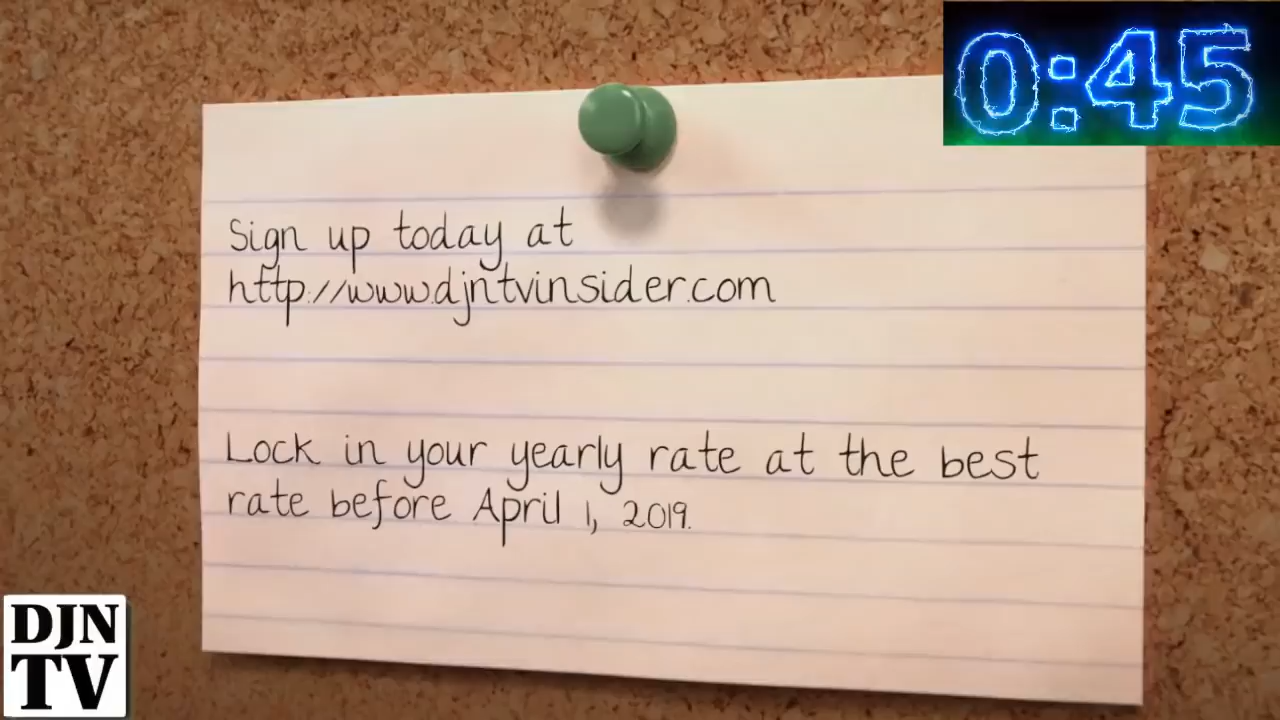 0:45
Sign up today at
http://www.djntvinsider.com
Lock in your yearly rate at the best
rate before April 1, 2019.
DJN
TV